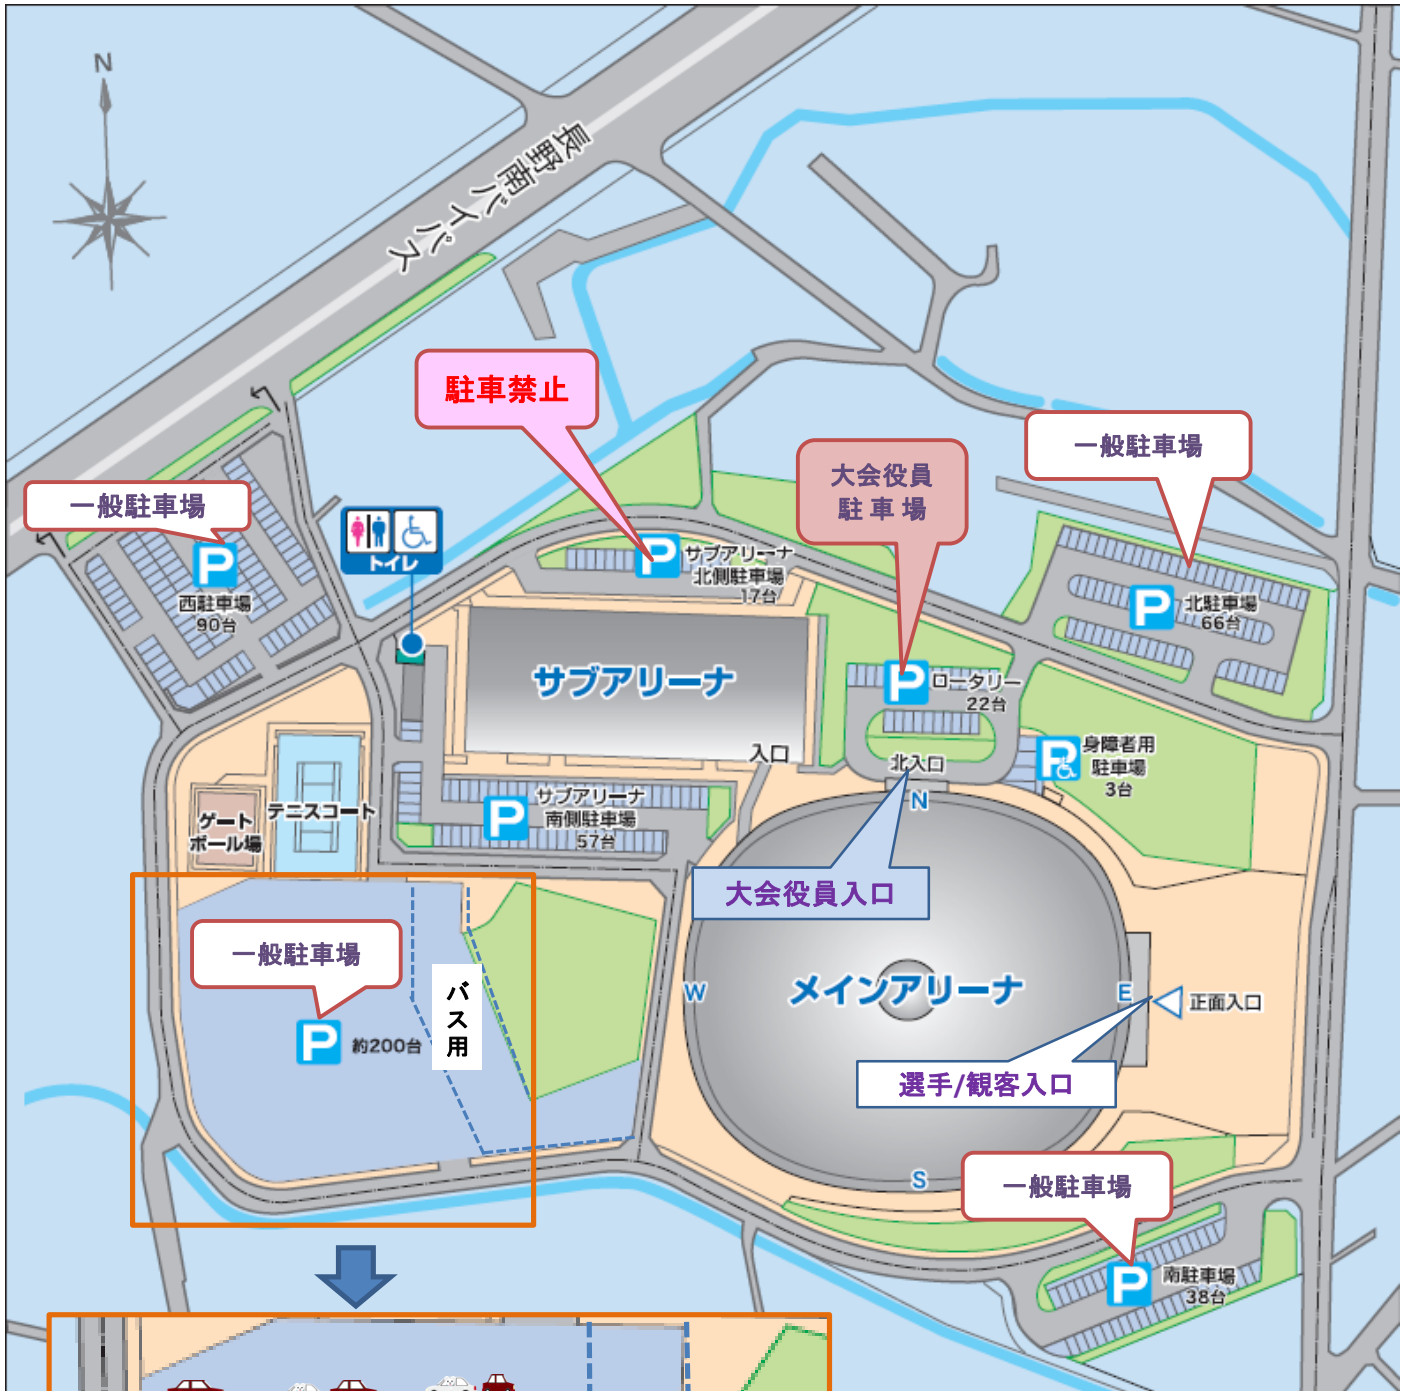 N
長野南バイパス
駐車禁止
大会役員
駐 車 場
一般駐車場
一般駐車場
トイレ
P
西駐車場
90台
P
サブアリーナ
北側駐車場
17台
P
北駐車場
66台
サブアリーナ
P
ロータリー
22台
入口
北入口
N
P
身障者用
駐車場
3台
ゲート
ボール場
テニスコート
P
サブアリーナ
南側駐車場
57台
大会役員入口
一般駐車場
バス用
P
約200台
W
メインアリーナ
E
正面入口
選手/観客入口
S
一般駐車場
P
南駐車場
38台